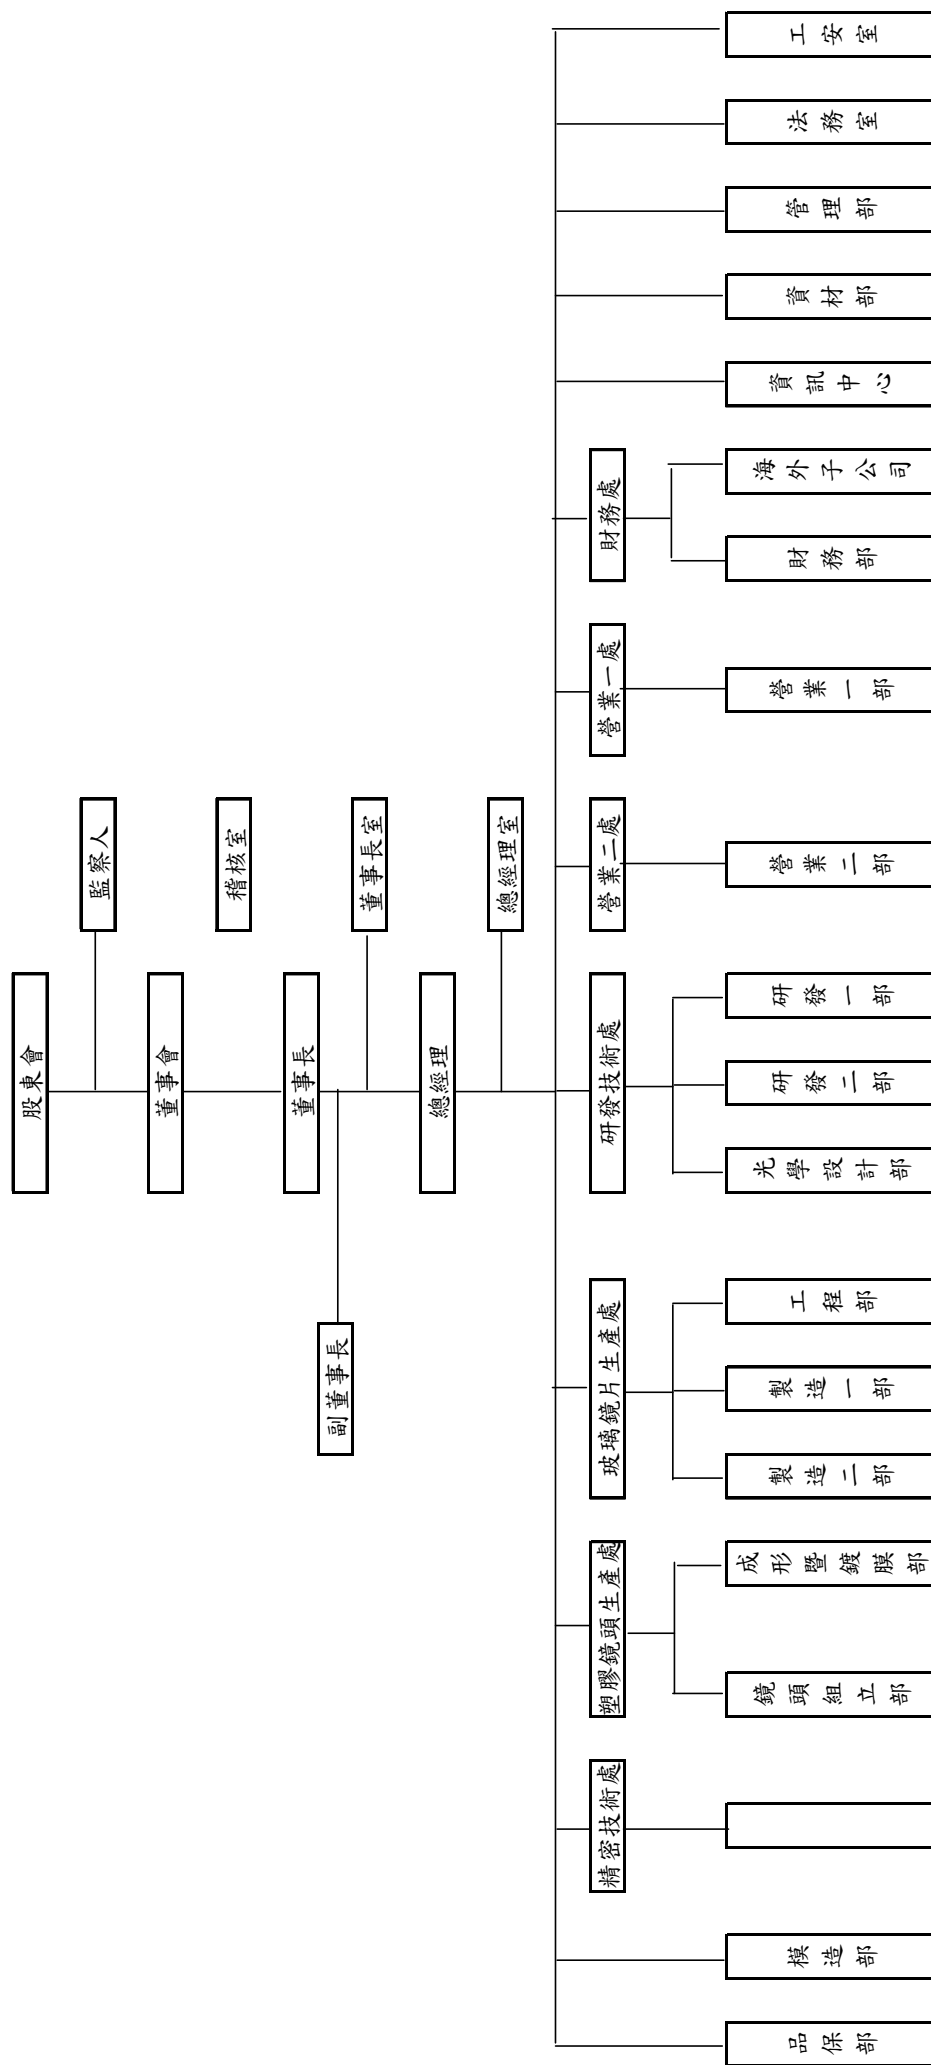 股東會
監察人
董事會
稽核室
董事長
副董事長
董事長室
總經理
總經理室
精密技術處
塑膠鏡頭生產處
玻璃鏡片生產處
研發技術處
營業二處
營業一處
財務處
品保部
模造部
鏡頭組立部
成形暨鍍膜部
製造二部
製造一部
工程部
光學設計部
研發二部
研發一部
營業二部
營業一部
財務部
海外子公司
資訊中心
資材部
管理部
法務室
工安室